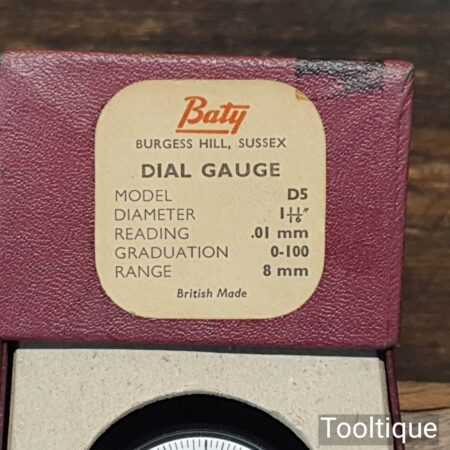 Baty
BURGESS HILL, SUSSEX
DIAL GAUGE
MODEL D5
DIAMETER 1 11/16"
READING .01 mm
GRADUATION 0-100
RANGE 8 mm
British Made
Tooltique